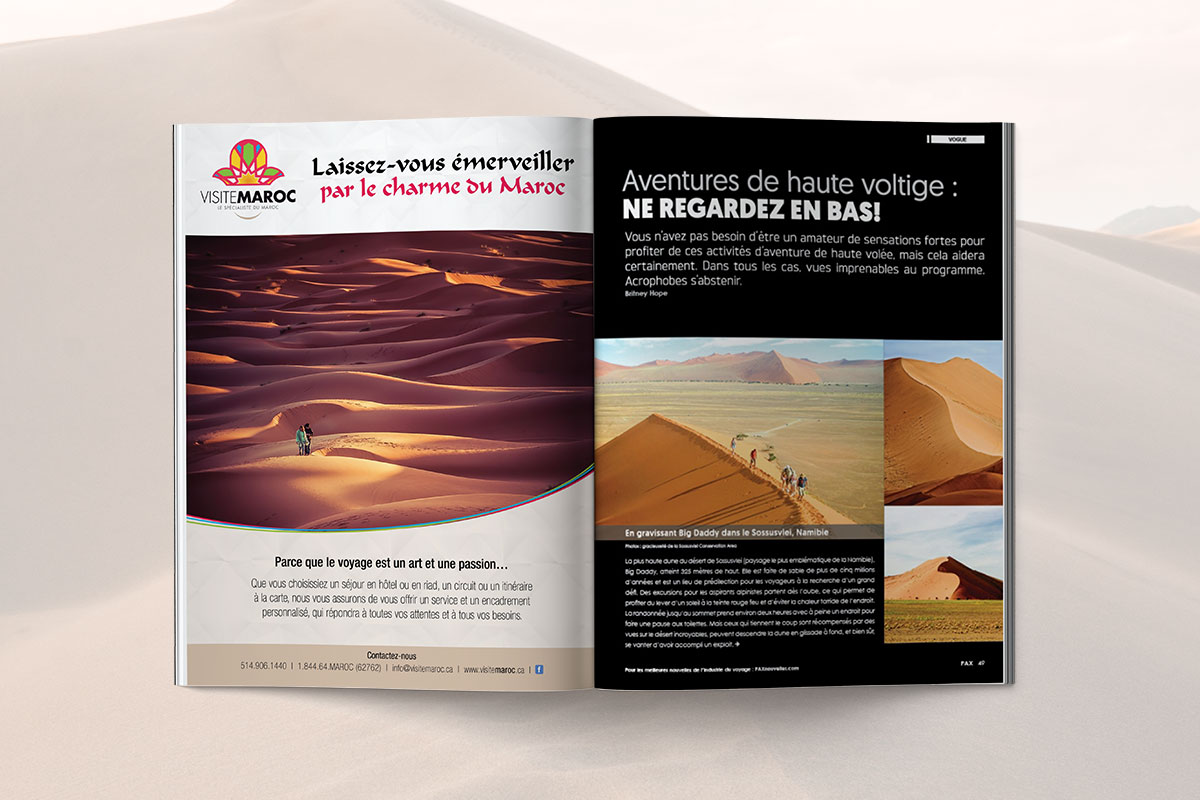 VISITEMAROC
LE SPÉCIALISTE DU MAROC
Laissez-vous émerveiller
par le charme du Maroc
Parce que le voyage est un art et une passion...
Que vous choisissiez un séjour en hôtel ou en riad, un circuit ou un itinéraire
à la carte, nous vous assurons de vous offrir un service et un encadrement
personnalisé, qui répondra à toutes vos attentes et à tous vos besoins.
Contactez-nous
514.906.1440 | 1.844.64.MAROC (62762) | info@visitemaroc.ca | www.visitemaroc.ca | f
VOGUE
Aventures de haute voltige :
NE REGARDEZ EN BAS!
Vous n'avez pas besoin d'être un amateur de sensations fortes pour
profiter de ces activités d'aventure de haute volée, mais cela aidera
certainement. Dans tous les cas, vues imprenables au programme.
Acrophobes s'abstenir.
Britney Hope
En gravissant Big Daddy dans le Sossusvlei, Namibie
Photos : gracieuseté de la Sossusvlei Conservation Area
La plus haute dune du désert de Sossusvlei (paysage le plus emblématique de la Namibie),
Big Daddy, atteint 325 mètres de haut. Elle est faite de sable de plus de cinq millions
d'années et est un lieu de prédilection pour les voyageurs à la recherche d'un grand
défi. Des excursions pour les aspirants alpinistes partent dès l'aube, ce qui permet de
profiter du lever d'un soleil à la teinte rouge feu et d'éviter la chaleur torride de l'endroit.
La randonnée jusqu'au sommet prend environ deux heures avec à peine un endroit pour
faire une pause aux toilettes. Mais ceux qui tiennent le coup sont récompensés par des
vues sur le désert incroyables, peuvent descendre la dune en glissade à fond, et bien sûr,
se vanter d'avoir accompli un exploit. →
Pour les meilleures nouvelles de l'industrie du voyage : PAXnouvelles.com
PAX 49